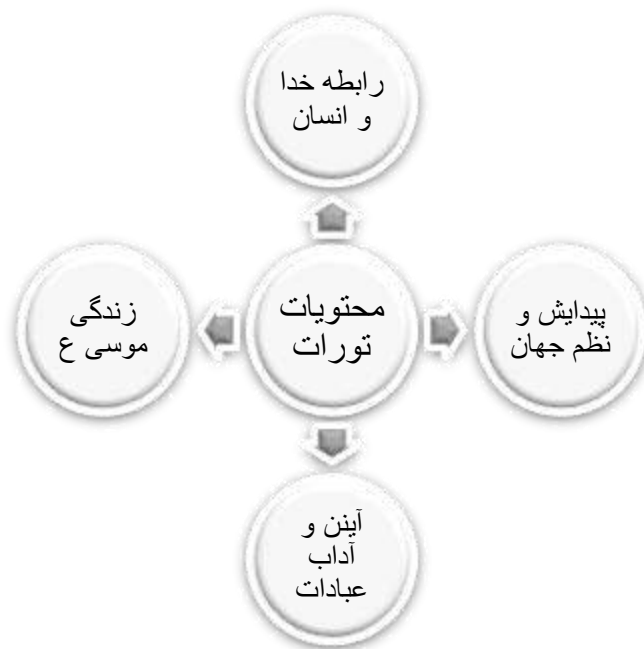 رابطه خدا
و انسان
محتویات
تورات
پیدایش و
نظم جهان
زندگی
موسی ع
آینن و
آداب
عبادات